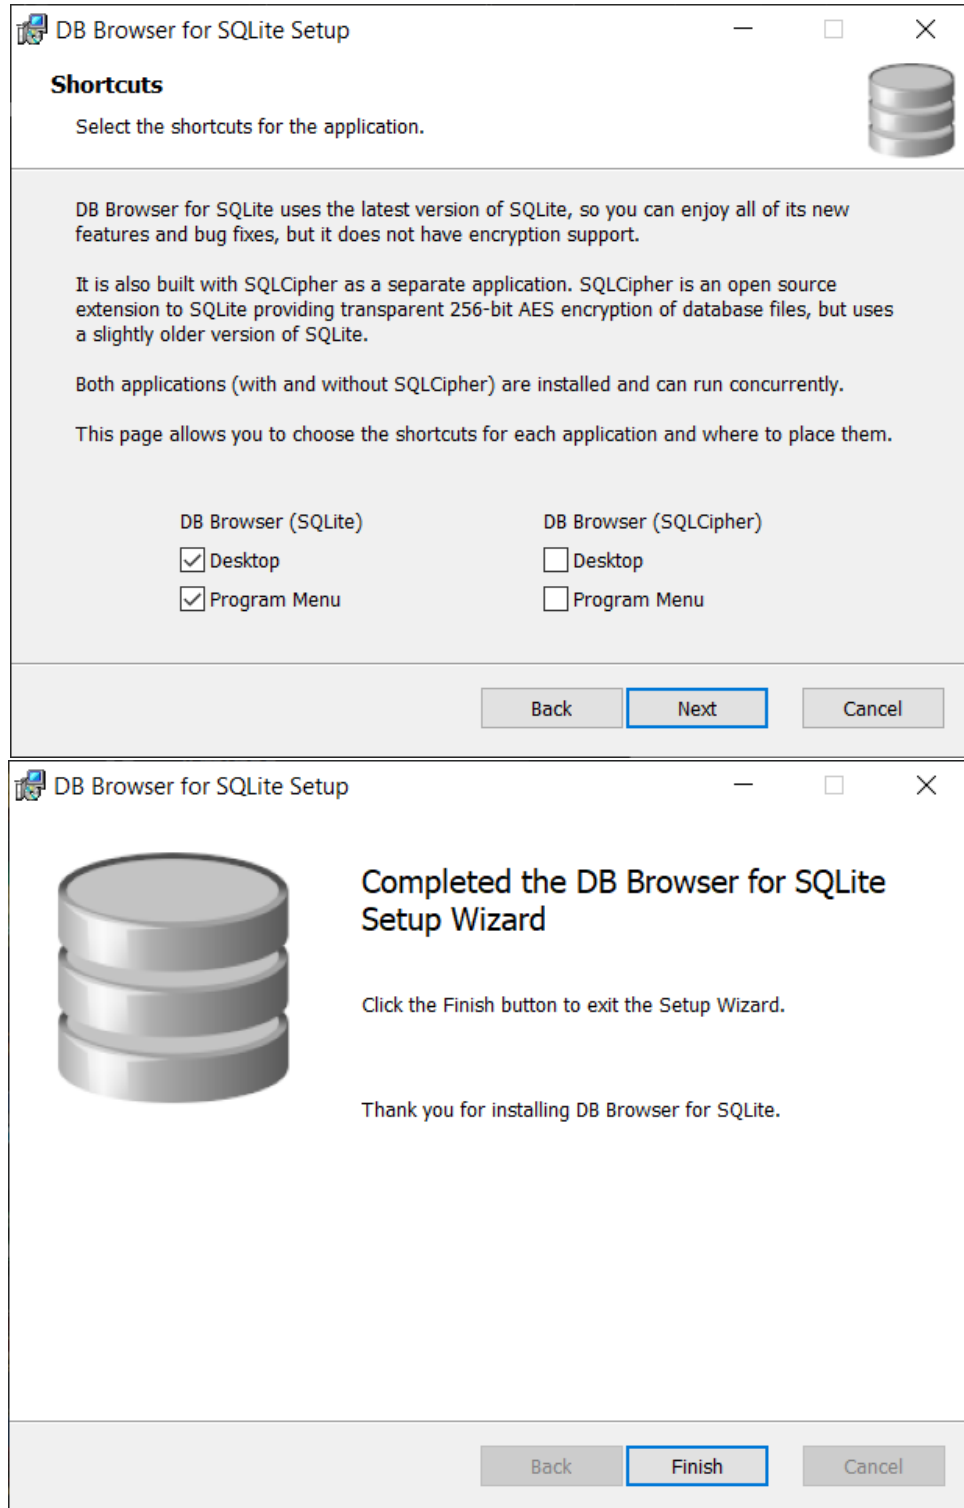 DB Browser for SQLite Setup
Shortcuts
Select the shortcuts for the application.
DB Browser for SQLite uses the latest version of SQLite, so you can enjoy all of its new
features and bug fixes, but it does not have encryption support.
It is also built with SQLCipher as a separate application. SQLCipher is an open source
extension to SQLite providing transparent 256-bit AES encryption of database files, but uses
a slightly older version of SQLite.
Both applications (with and without SQLCipher) are installed and can run concurrently.
This page allows you to choose the shortcuts for each application and where to place them.
DB Browser (SQLite) DB Browser (SQLCipher)
Desktop Desktop
Program Menu Program Menu
Back Next Cancel
DB Browser for SQLite Setup
Completed the DB Browser for SQLite
Setup Wizard
Click the Finish button to exit the Setup Wizard.
Thank you for installing DB Browser for SQLite.
Back Finish Cancel